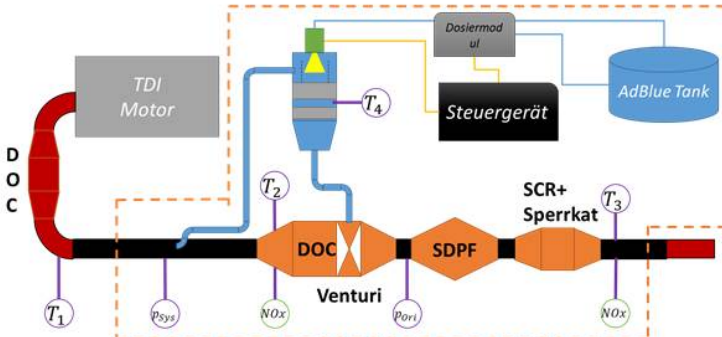 TDI
Motor
Dosiermod
ul
Steuergerät
AdBlue Tank
D
O
C
T4
T2
SCR+
Sperrkat
T3
DOC
SDPF
Venturi
T1
pSys
NOx
pOri
NOx